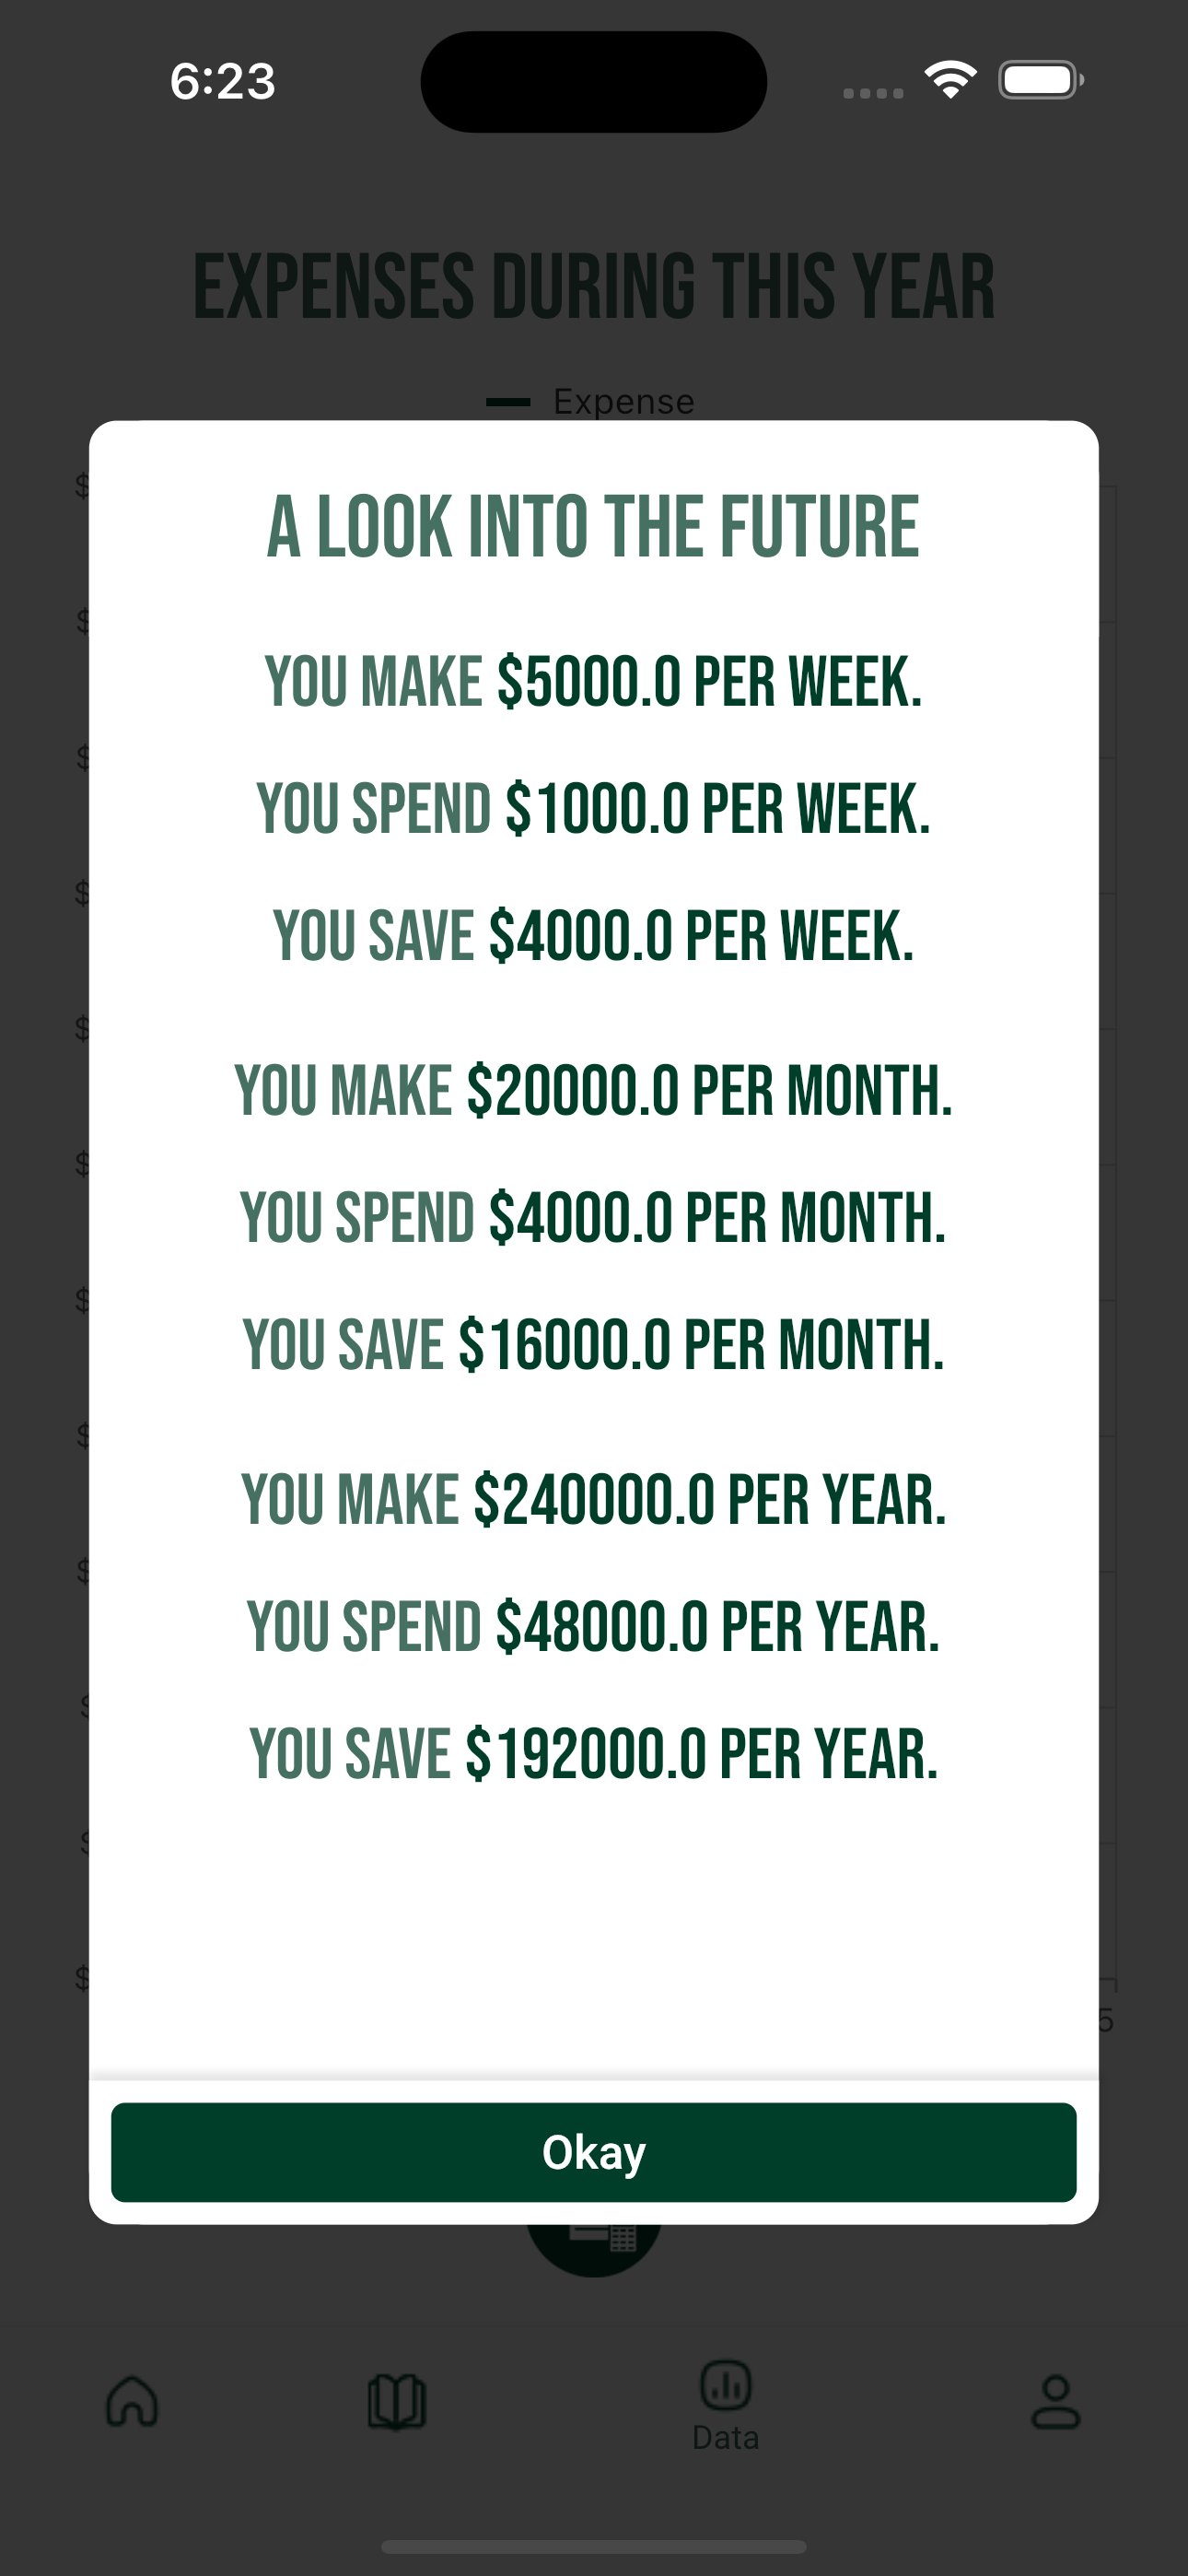 6:23
EXPENSES DURING THIS YEAR
Expense
A LOOK INTO THE FUTURE
YOU MAKE $5000.0 PER WEEK.
YOU SPEND $1000.0 PER WEEK.
YOU SAVE $4000.0 PER WEEK.
YOU MAKE $20000.0 PER MONTH.
YOU SPEND $4000.0 PER MONTH.
YOU SAVE $16000.0 PER MONTH.
YOU MAKE $240000.0 PER YEAR.
YOU SPEND $48000.0 PER YEAR.
YOU SAVE $192000.0 PER YEAR.
Okay
Data